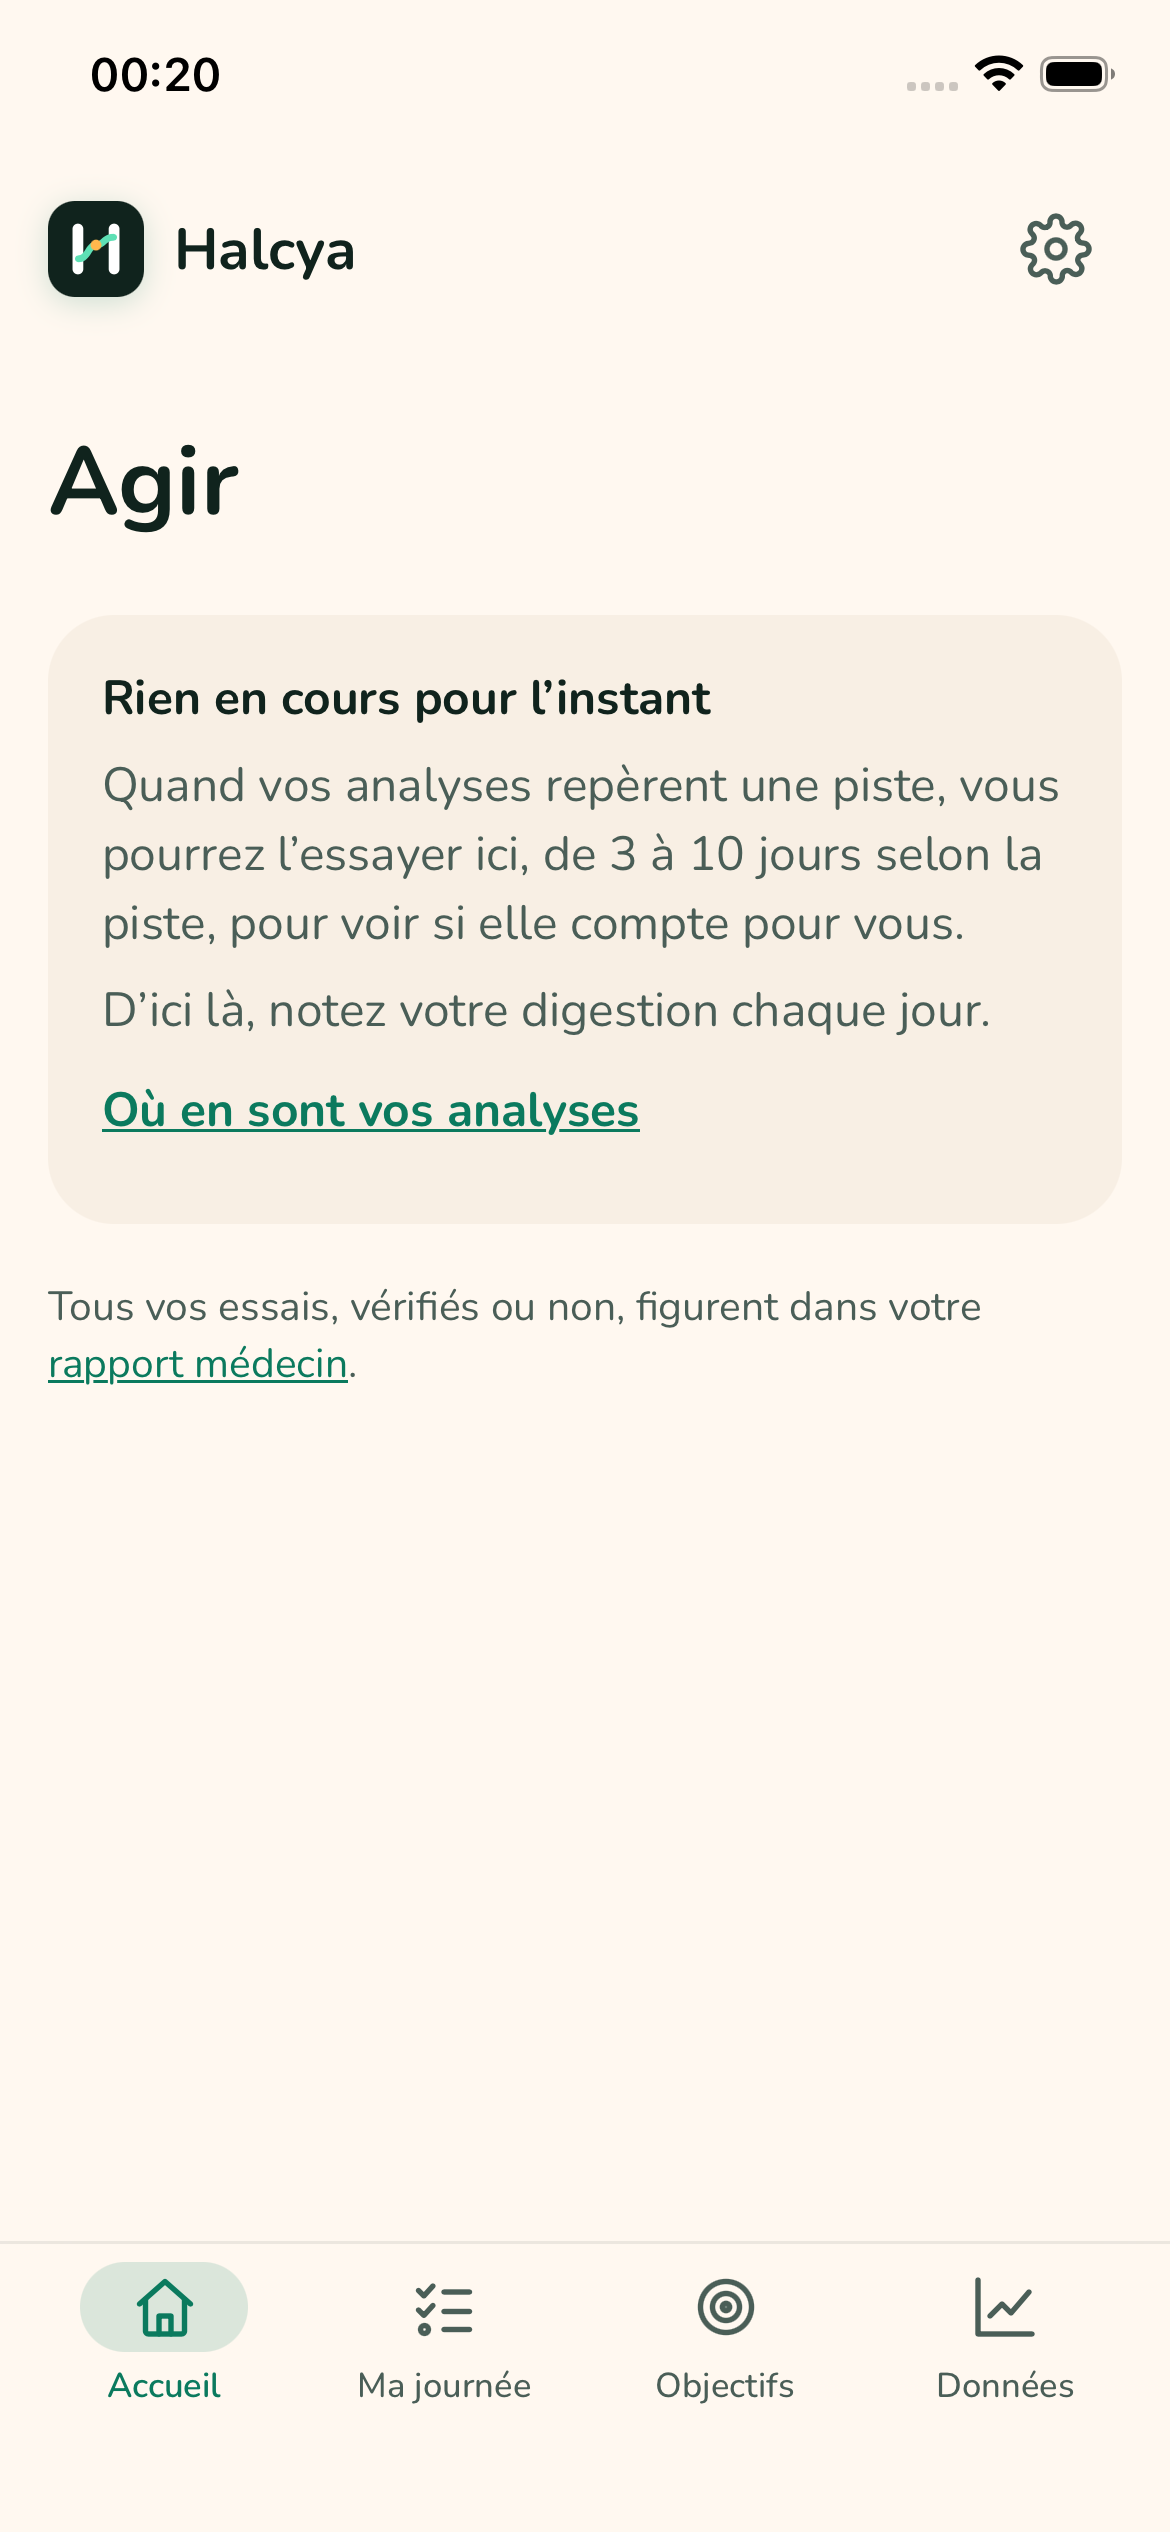 00:20
Halcya
Agir
Rien en cours pour l’instant
Quand vos analyses repèrent une piste, vous
pourrez l’essayer ici, de 3 à 10 jours selon la
piste, pour voir si elle compte pour vous.
D’ici là, notez votre digestion chaque jour.
Où en sont vos analyses
Tous vos essais, vérifiés ou non, figurent dans votre
rapport médecin.
Accueil
Ma journée
Objectifs
Données